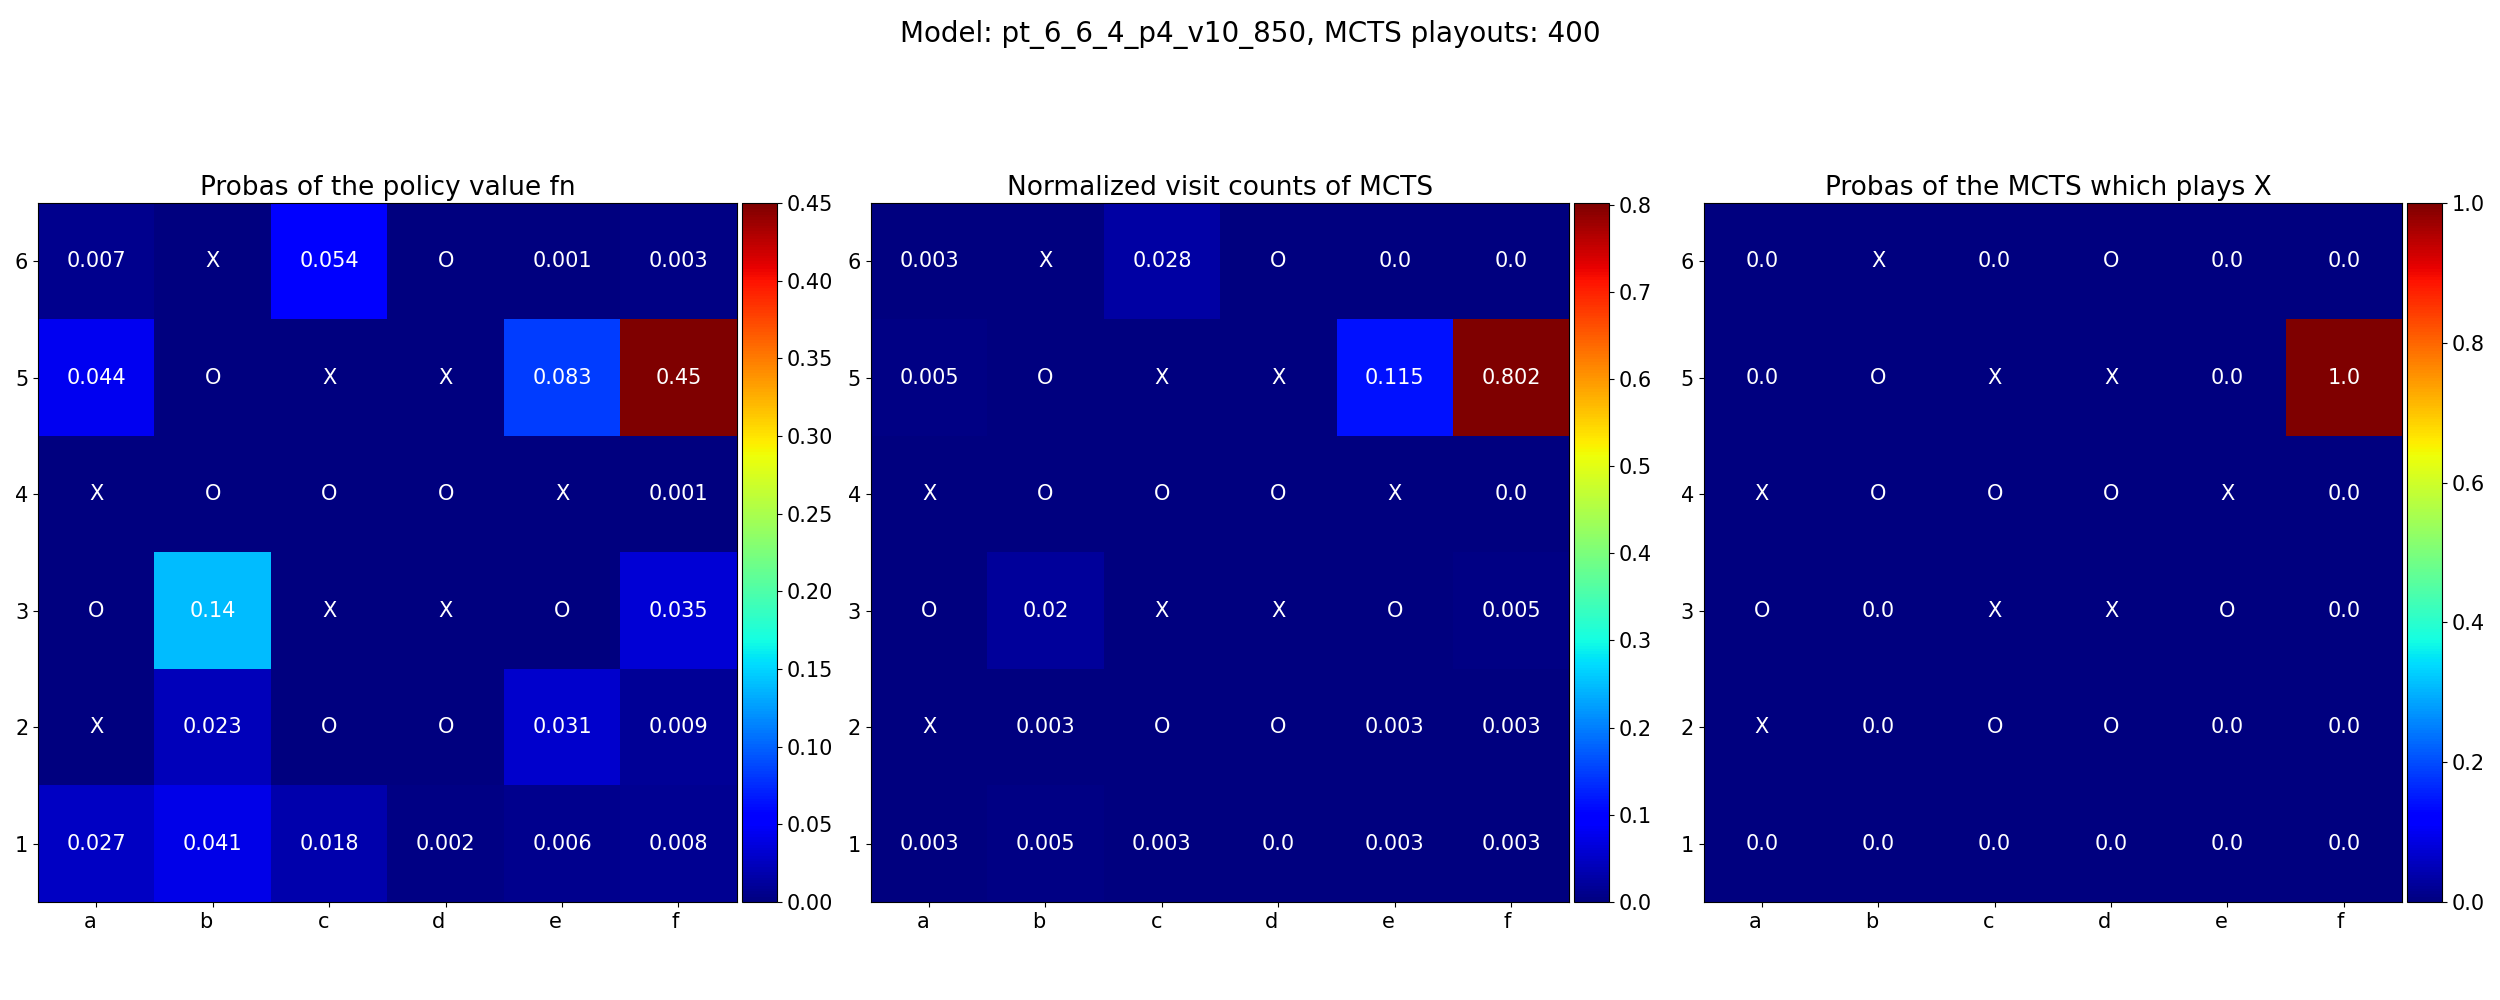 Model: pt_6_6_4_p4_v10_850, MCTS playouts: 400
Probas of the policy value fn
6 0.007 X 0.054 O 0.001 0.003
5 0.044 O X X 0.083 0.45
4 X O O O X 0.001
3 O 0.14 X X O 0.035
2 X 0.023 O O 0.031 0.009
1 0.027 0.041 0.018 0.002 0.006 0.008
a b c d e f
0.45
0.40
0.35
0.30
0.25
0.20
0.15
0.10
0.05
0.00
Normalized visit counts of MCTS
6 0.003 X 0.028 O 0.0 0.0
5 0.005 O X X 0.115 0.802
4 X O O O X 0.0
3 O 0.02 X X O 0.005
2 X 0.003 O O 0.003 0.003
1 0.003 0.005 0.003 0.0 0.003 0.003
a b c d e f
0.8
0.7
0.6
0.5
0.4
0.3
0.2
0.1
0.0
Probas of the MCTS which plays X
6 0.0 X 0.0 O 0.0 0.0
5 0.0 O X X 0.0 1.0
4 X O O O X 0.0
3 O 0.0 X X O 0.0
2 X 0.0 O O 0.0 0.0
1 0.0 0.0 0.0 0.0 0.0 0.0
a b c d e f
1.0
0.8
0.6
0.4
0.2
0.0